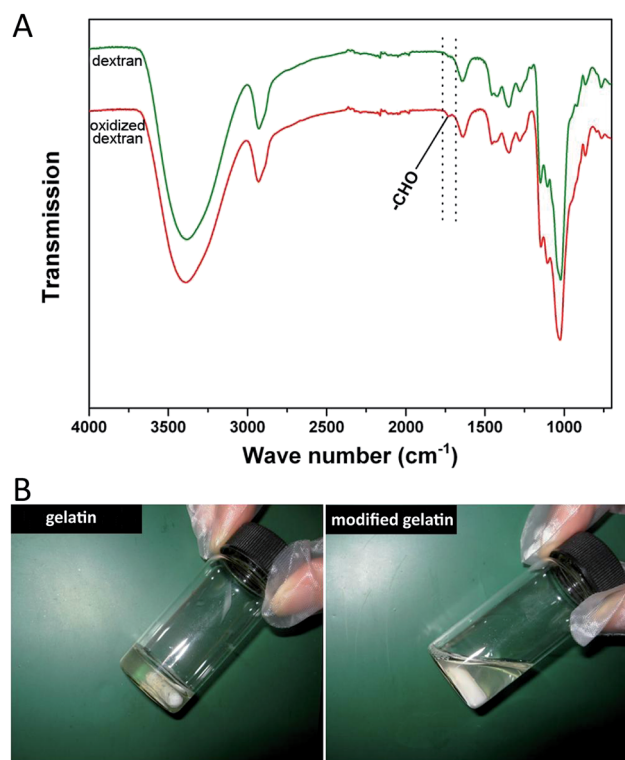 A
dextran
oxidized
dextran
-CHO
Transmission
4000 3500 3000 2500 2000 1500 1000
Wave number (cm⁻¹)
B
gelatin
modified gelatin